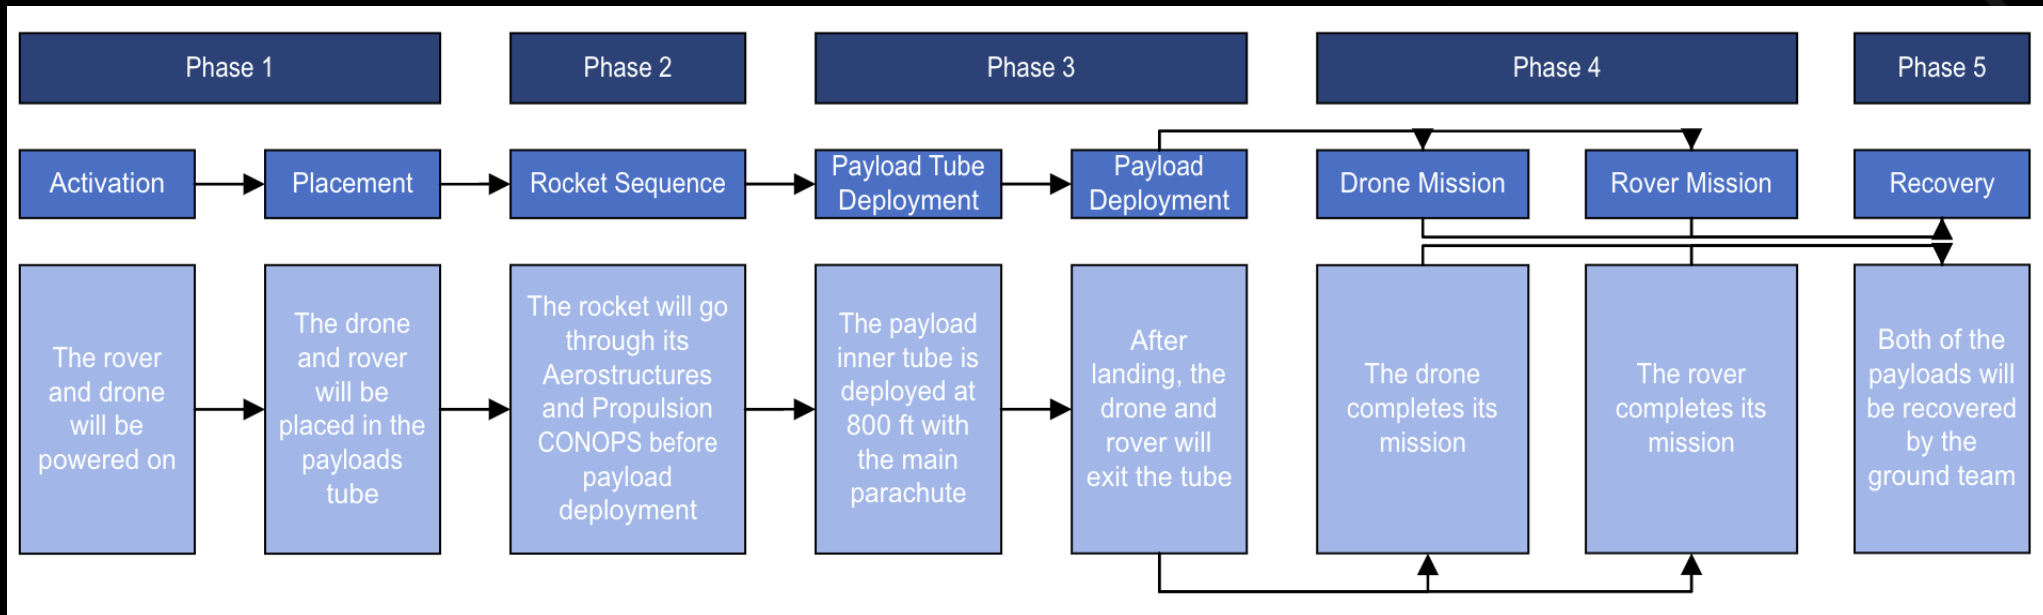 Phase 1
Phase 2
Phase 3
Phase 4
Phase 5
Activation
Placement
Rocket Sequence
Payload Tube
Deployment
Payload
Deployment
Drone Mission
Rover Mission
Recovery
The rover
and drone
will be
powered on
The drone
and rover
will be
placed in the
payloads
tube
The rocket will go
through its
Aerostructures
and Propulsion
CONOPS before
payload
deployment
The payload
inner tube is
deployed at
800 ft with
the main
parachute
After
landing, the
drone and
rover will
exit the tube
The drone
completes its
mission
The rover
completes its
mission
Both of the
payloads will
be recovered
by the
ground team